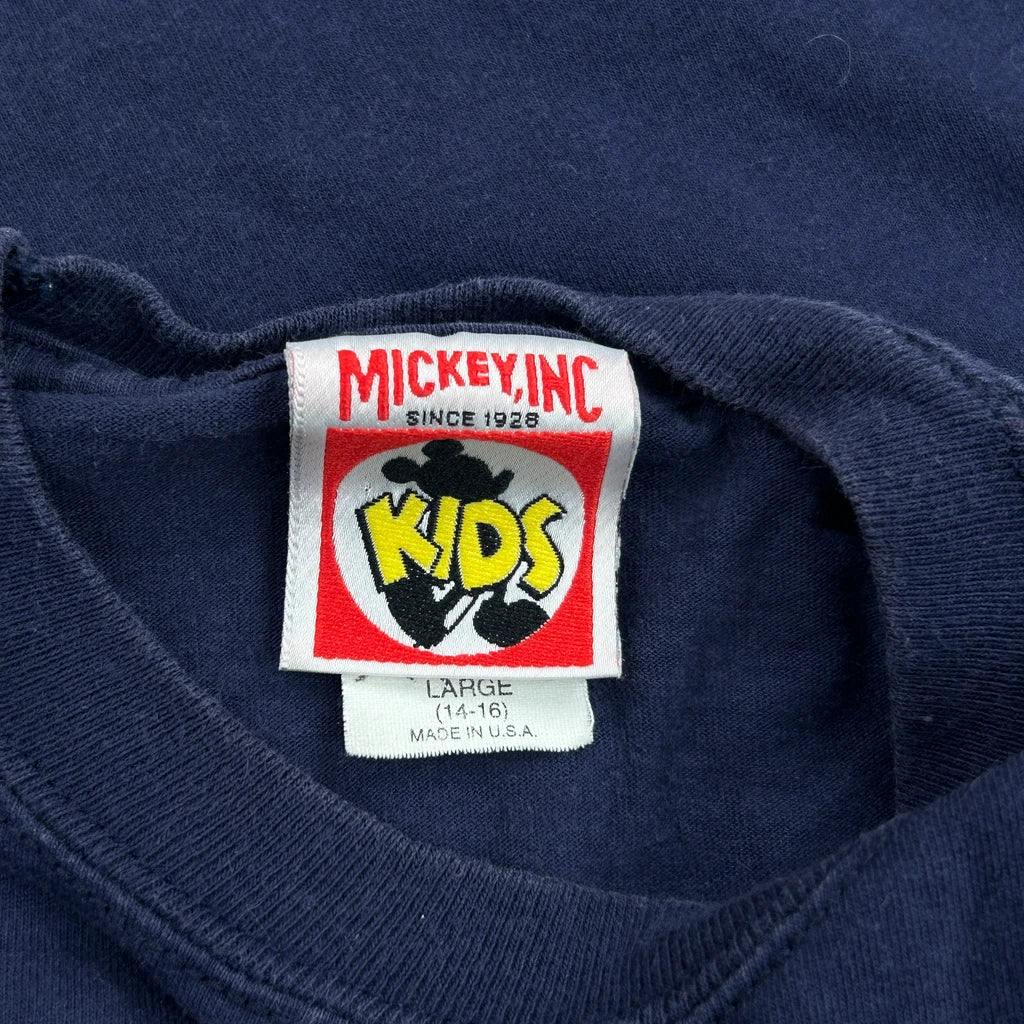 MICKEY, INC
SINCE 1928
KIDS
LARGE
(14-16)
MADE IN U.S.A.